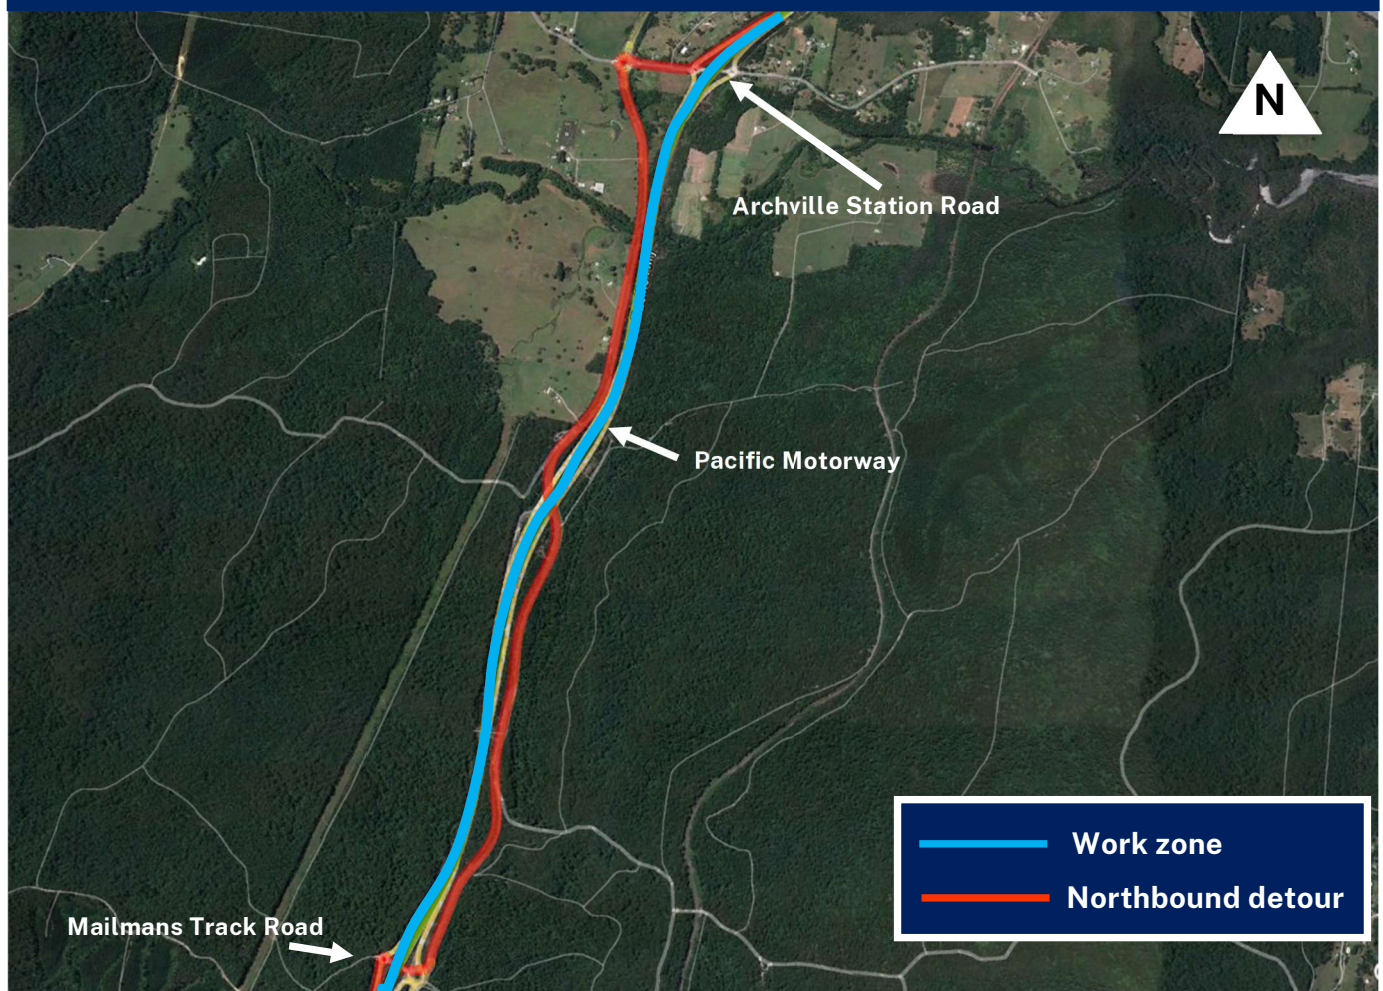 N
Archville Station Road
Pacific Motorway
Work zone
Northbound detour
Mailmans Track Road